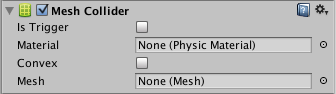 Mesh Collider
Is Trigger
Material None (Physic Material)
Convex
Mesh None (Mesh)